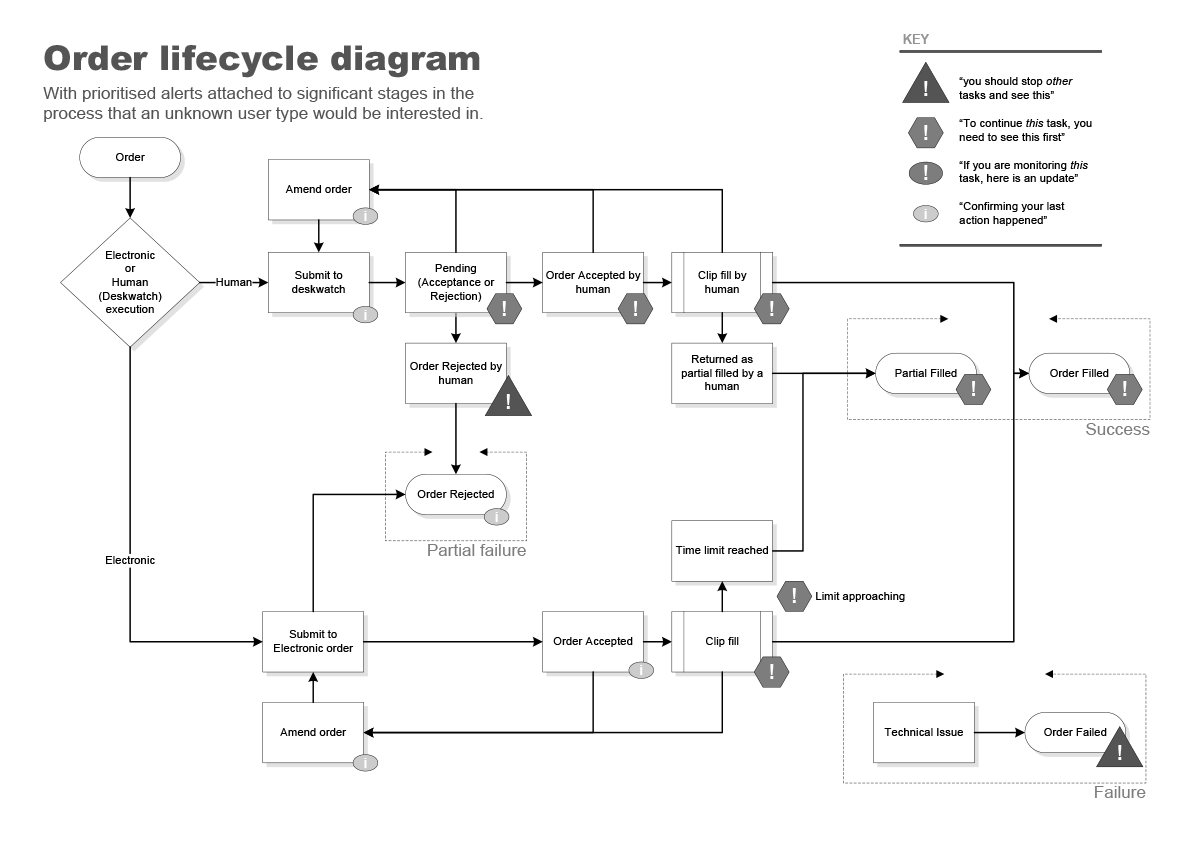 Order lifecycle diagram
With prioritised alerts attached to significant stages in the
process that an unknown user type would be interested in.
KEY
!
“you should stop other
tasks and see this”
!
“To continue this task, you
need to see this first”
!
“If you are monitoring this
task, here is an update”
i
“Confirming your last
action happened”
Order
Amend order
i
Electronic
or
Human
(Deskwatch)
execution
Human
Submit to
deskwatch
i
Pending
(Acceptance or
Rejection)
!
Order Accepted by
human
!
Clip fill by
human
!
Order Rejected by
human
!
Returned as
partial filled by a
human
Partial Filled
!
Order Filled
!
Success
Order Rejected
i
Partial failure
Electronic
Time limit reached
!
Limit approaching
Submit to
Electronic order
Order Accepted
i
Clip fill
!
Amend order
i
Technical Issue
Order Failed
!
Failure